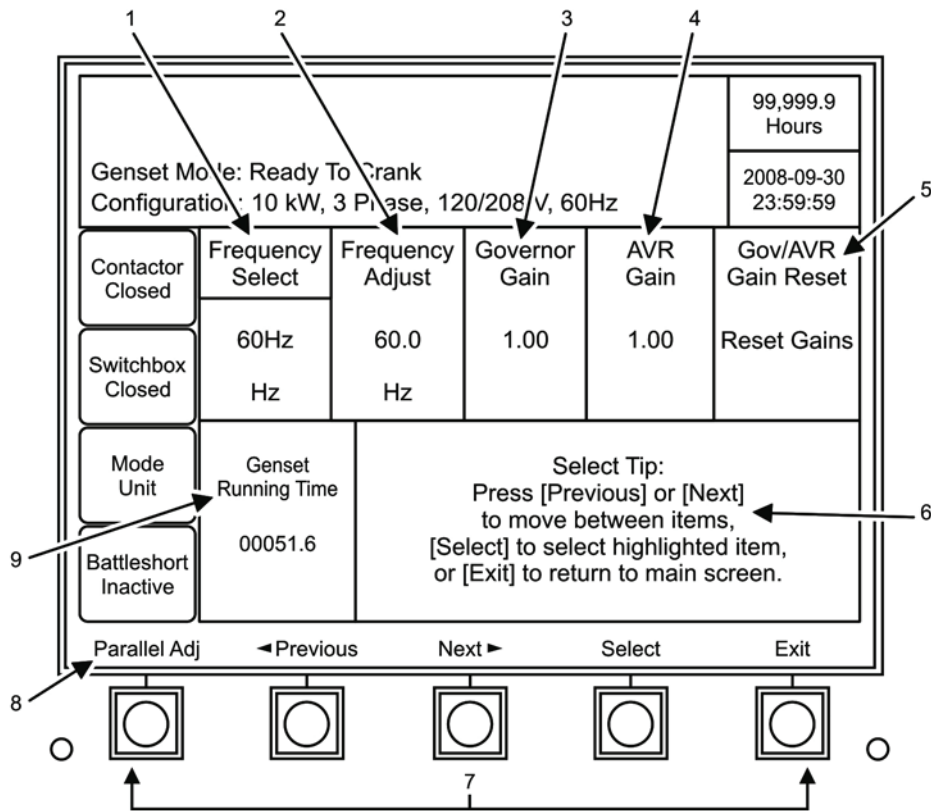 1 2 3 4
99,999.9
Hours
Genset Mode: Ready To Crank
Configuration: 10 kW, 3 Phase, 120/208 V, 60Hz
2008-09-30
23:59:59
5
Contactor
Closed
Frequency
Select
Frequency
Adjust
Governor
Gain
AVR
Gain
Gov/AVR
Gain Reset
60Hz
Hz
60.0
Hz
1.00
1.00
Reset Gains
Switchbox
Closed
Mode
Unit
Genset
Running Time
00051.6
Select Tip:
Press [Previous] or [Next]
to move between items,
[Select] to select highlighted item,
or [Exit] to return to main screen.
6
9
Battleshort
Inactive
Parallel Adj ◄Previous Next► Select Exit
8
7